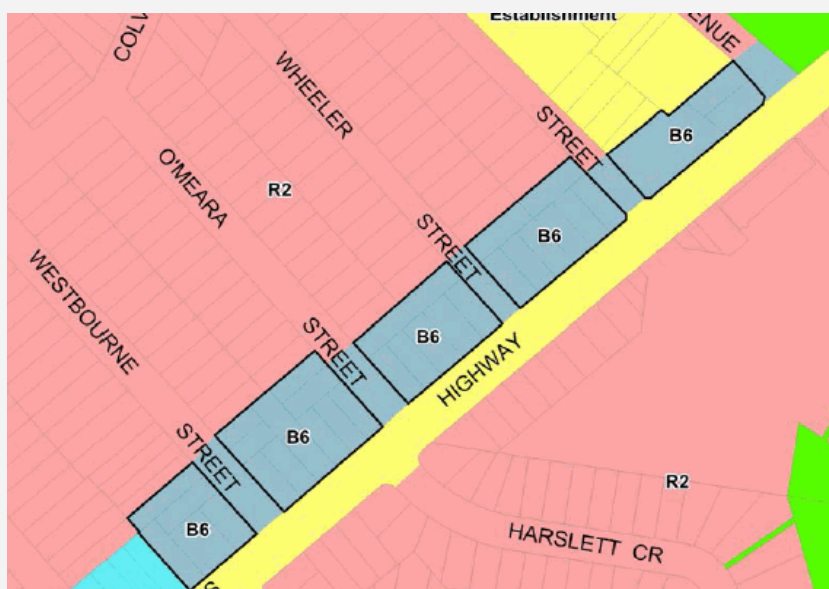 Establishment
ENUE
COLV
WHEELER
STREET
B6
O'MEARA
R2
STREET
B6
WESTBOURNE
STREET
B6
HIGHWAY
STREET
B6
R2
B6
HARSLETT CR
S